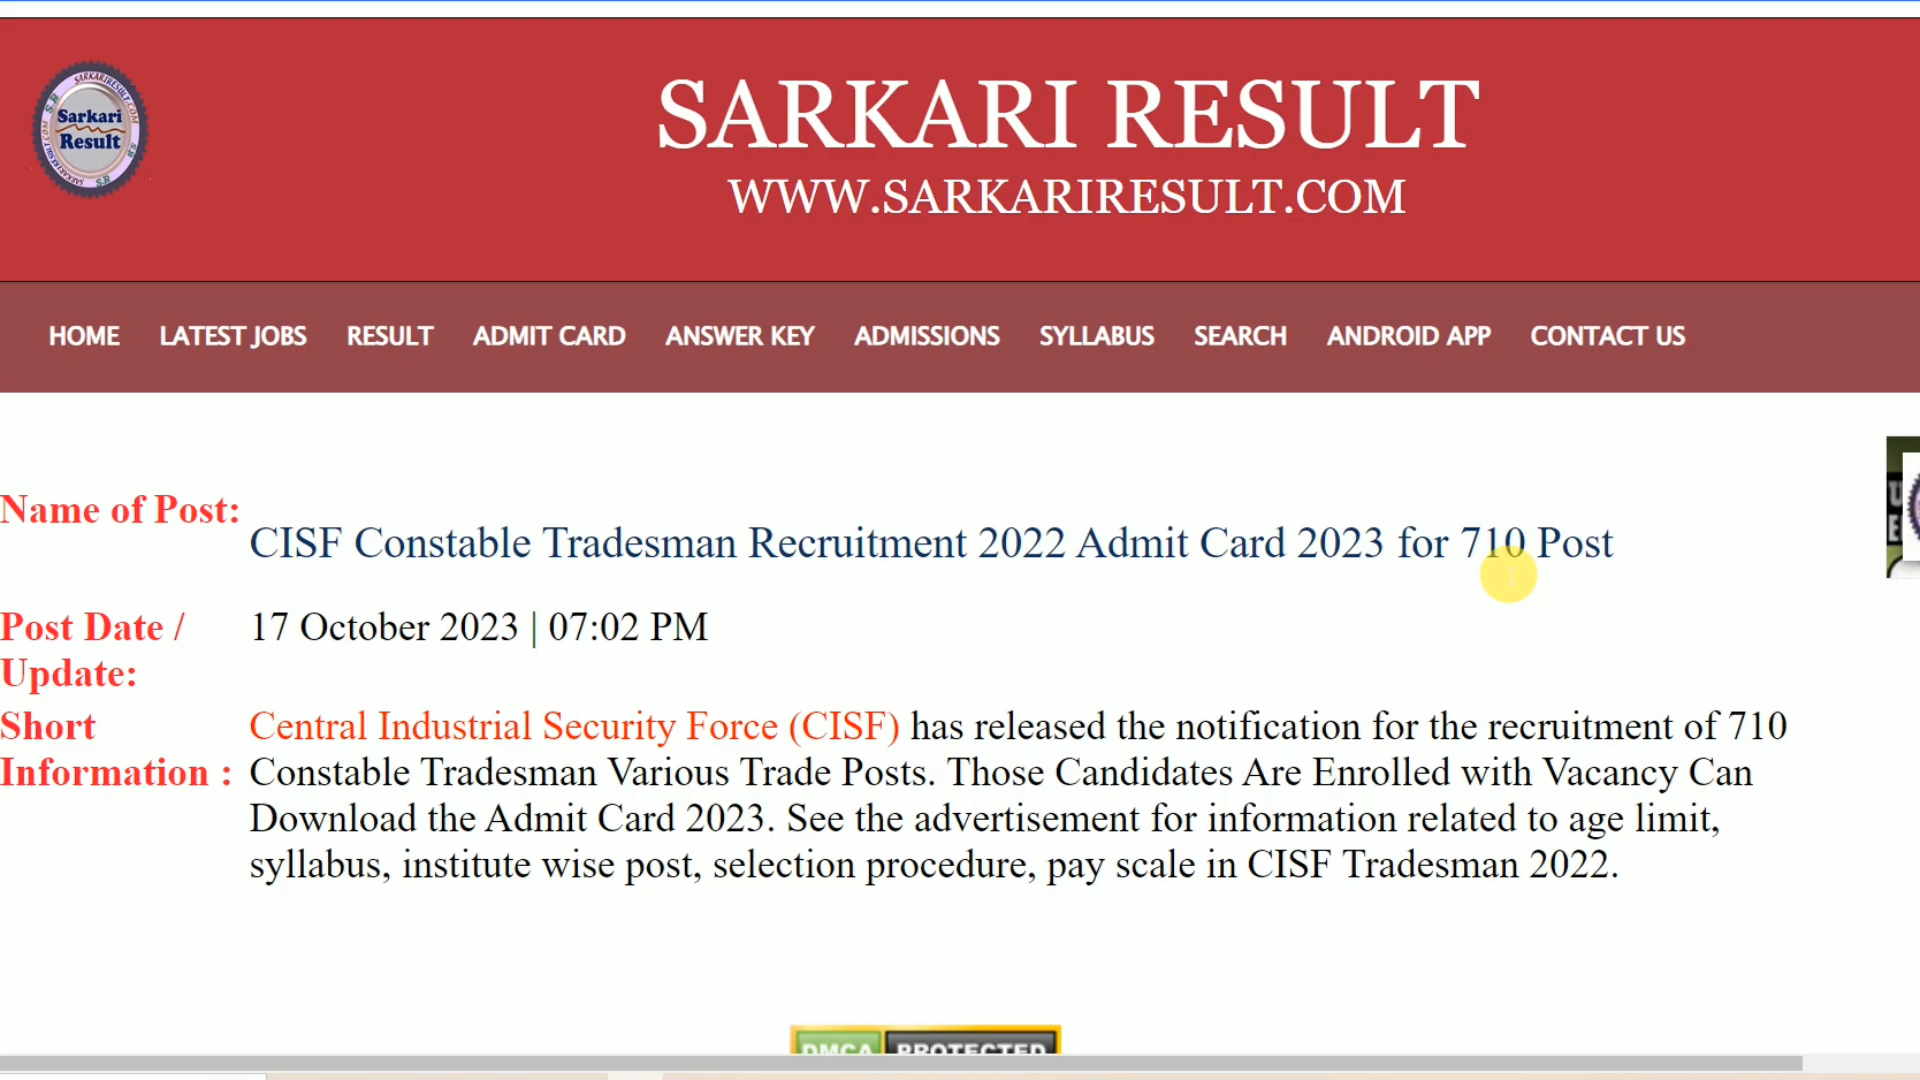 Sarkari
Result
SARKARI RESULT
WWW.SARKARIRESULT.COM
HOME LATEST JOBS RESULT ADMIT CARD ANSWER KEY ADMISSIONS SYLLABUS SEARCH ANDROID APP CONTACT US
Name of Post:
CISF Constable Tradesman Recruitment 2022 Admit Card 2023 for 710 Post
Post Date / 17 October 2023 | 07:02 PM
Update:
Short Central Industrial Security Force (CISF) has released the notification for the recruitment of 710
Information : Constable Tradesman Various Trade Posts. Those Candidates Are Enrolled with Vacancy Can
Download the Admit Card 2023. See the advertisement for information related to age limit,
syllabus, institute wise post, selection procedure, pay scale in CISF Tradesman 2022.
DMCA PROTECTED